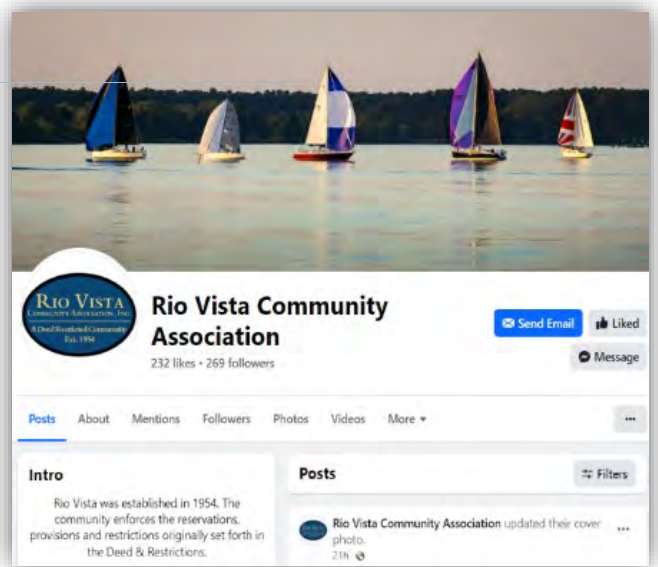 RIO VISTA
COMMUNITY ASSOCIATION, INC.
A Deed Restricted Community
Est. 1954
Rio Vista Community
Association
232 likes • 269 followers
Send Email
Liked
Message
Posts
About
Mentions
Followers
Photos
Videos
More
Intro
Rio Vista was established in 1954. The
community enforces the reservations,
provisions and restrictions originally set forth in
the Deed & Restrictions.
Posts
Filters
Rio Vista Community Association updated their cover
photo.
21h